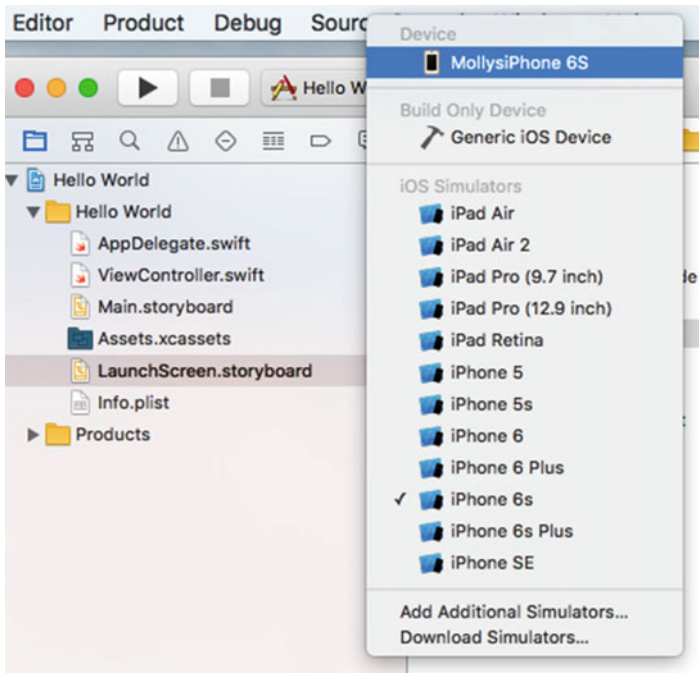 Editor Product Debug
Device
MollysiPhone 6S
Hello W
Build Only Device
Generic iOS Device
Hello World
Hello World
AppDelegate.swift
ViewController.swift
Main.storyboard
Assets.xcassets
LaunchScreen.storyboard
Info.plist
Products
iOS Simulators
iPad Air
iPad Air 2
iPad Pro (9.7 inch)
iPad Pro (12.9 inch)
iPad Retina
iPhone 5
iPhone 5s
iPhone 6
iPhone 6 Plus
iPhone 6s
iPhone 6s Plus
iPhone SE
Add Additional Simulators...
Download Simulators...